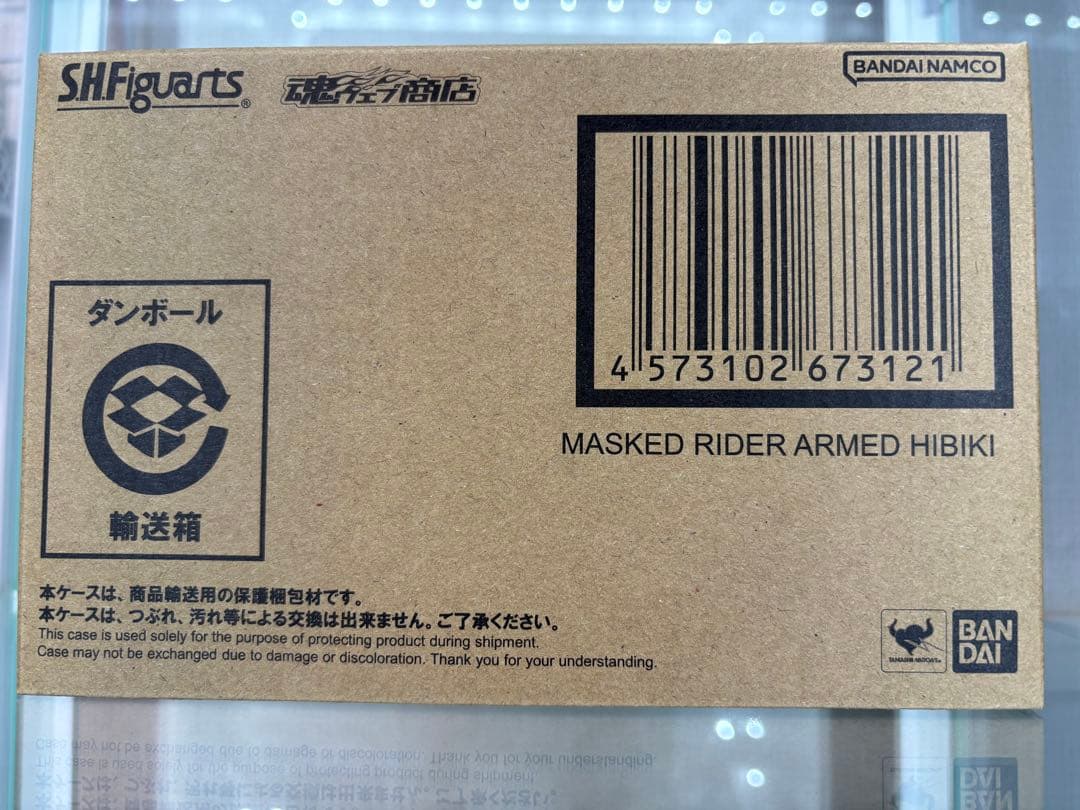 S.H.Figuarts®
魂ウェブ商店
BANDAI NAMCO
4 573102 673121
MASKED RIDER ARMED HIBIKI
ダンボール
輸送箱
本ケースは、商品輸送用の保護梱包材です。
本ケースは、つぶれ、汚れ等による交換は出来ません。ご了承ください。
This case is used solely for the purpose of protecting product during shipment.
Case may not be exchanged due to damage or discoloration. Thank you for your understanding.
TAMASHII NATIONS
BAN
DAI